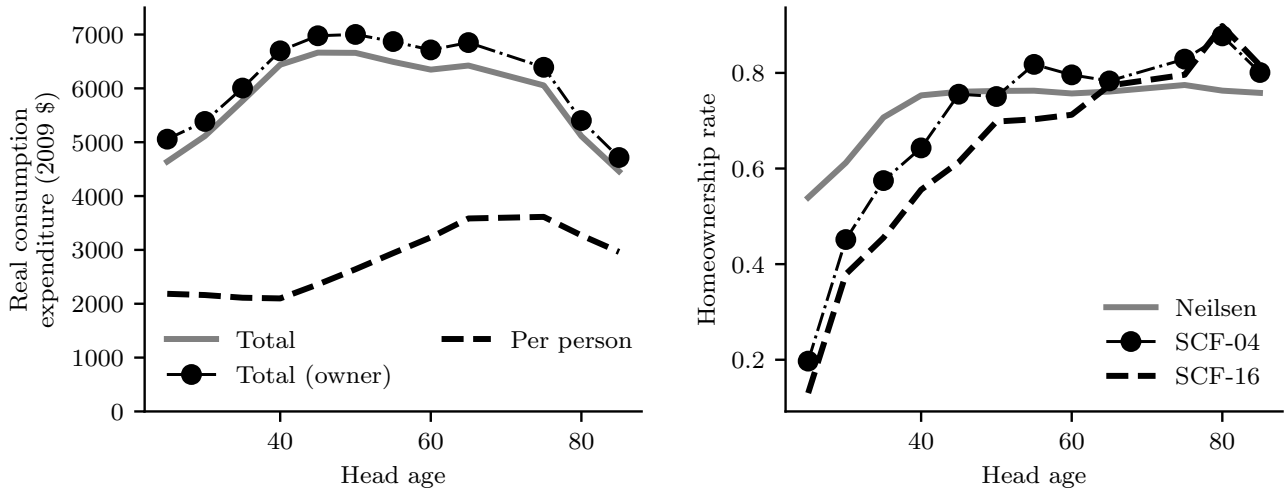 Real consumption
expenditure (2009 $)
7000
6000
5000
4000
3000
2000
1000
0
Total
Total (owner)
Per person
40
60
80
Head age
Homeownership rate
0.8
0.6
0.4
0.2
Neilsen
SCF-04
SCF-16
40
60
80
Head age